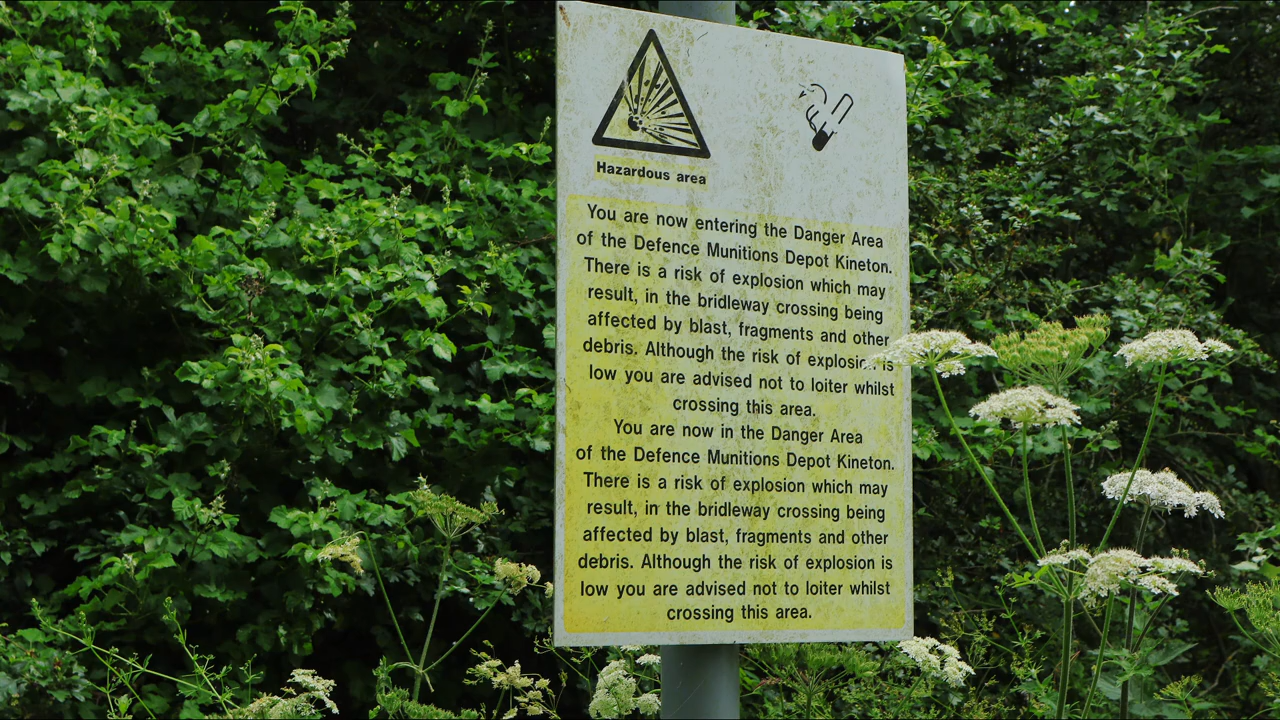 Hazardous area
You are now entering the Danger Area
of the Defence Munitions Depot Kineton.
There is a risk of explosion which may
result, in the bridleway crossing being
affected by blast, fragments and other
debris. Although the risk of explosion is
low you are advised not to loiter whilst
crossing this area.
You are now in the Danger Area
of the Defence Munitions Depot Kineton.
There is a risk of explosion which may
result, in the bridleway crossing being
affected by blast, fragments and other
debris. Although the risk of explosion is
low you are advised not to loiter whilst
crossing this area.